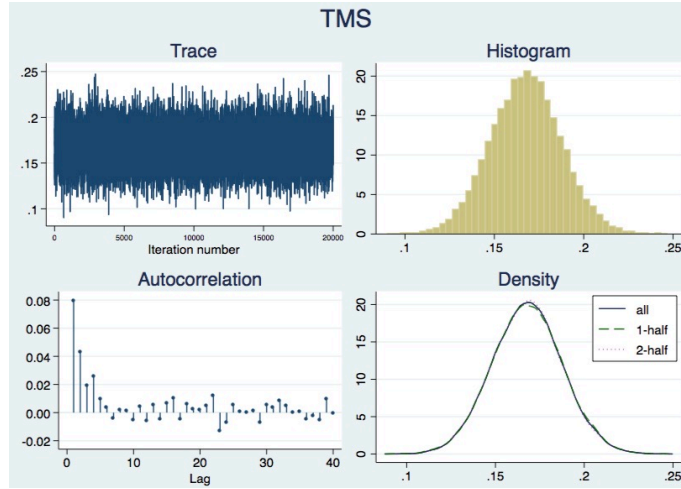 TMS
Trace
.25
.2
.15
.1
0 5000 10000 15000 20000
Iteration number
Histogram
20
15
10
5
0
.1 .15 .2 .25
Autocorrelation
0.08
0.06
0.04
0.02
0.00
-0.02
0 10 20 30 40
Lag
Density
20
15
10
5
0
all
1-half
2-half
.1 .15 .2 .25